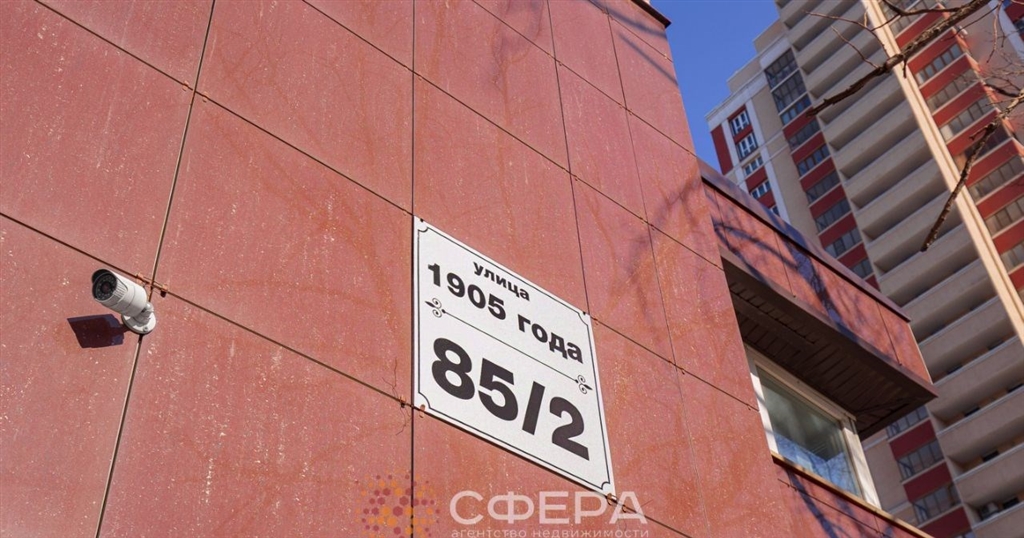 улица
1905 года
85/2
СФЕРА
агентство недвижимости